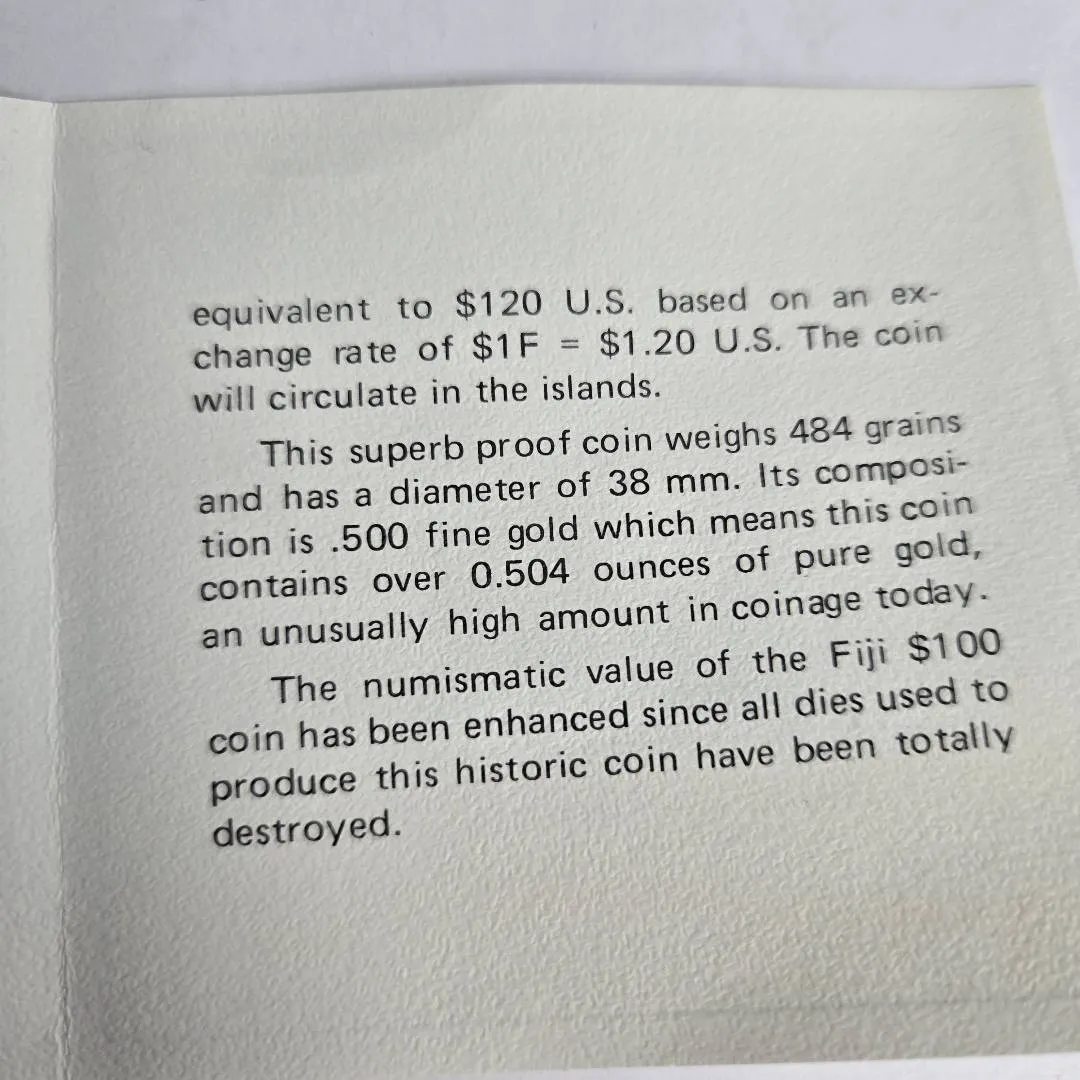 equivalent to $120 U.S. based on an ex-
change rate of $1F = $1.20 U.S. The coin
will circulate in the islands.
This superb proof coin weighs 484 grains
and has a diameter of 38 mm. Its composi-
tion is .500 fine gold which means this coin
contains over 0.504 ounces of pure gold,
an unusually high amount in coinage today.
The numismatic value of the Fiji $100
coin has been enhanced since all dies used to
produce this historic coin have been totally
destroyed.